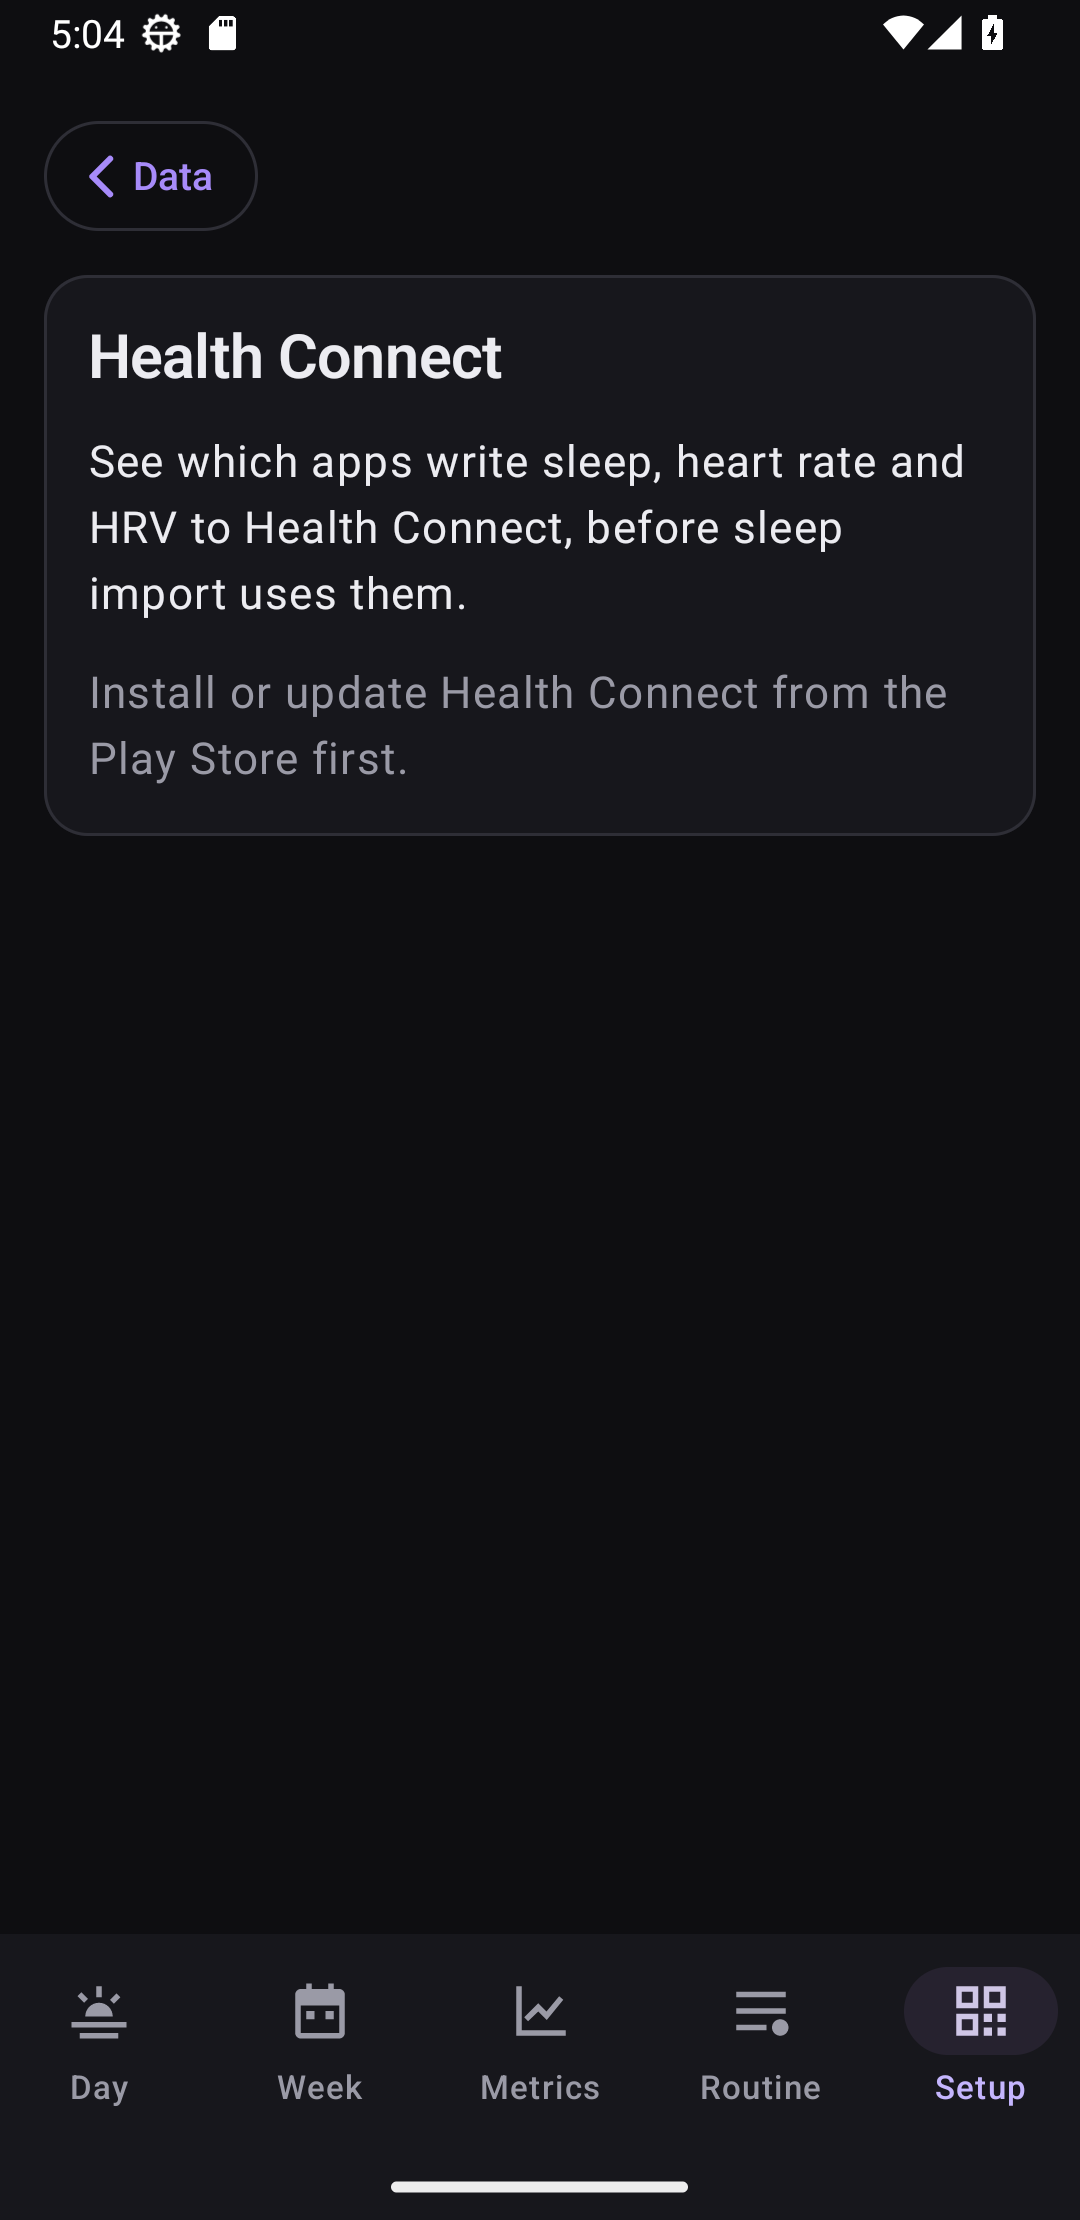 5:04
Data
Health Connect
See which apps write sleep, heart rate and
HRV to Health Connect, before sleep
import uses them.
Install or update Health Connect from the
Play Store first.
Day
Week
Metrics
Routine
Setup